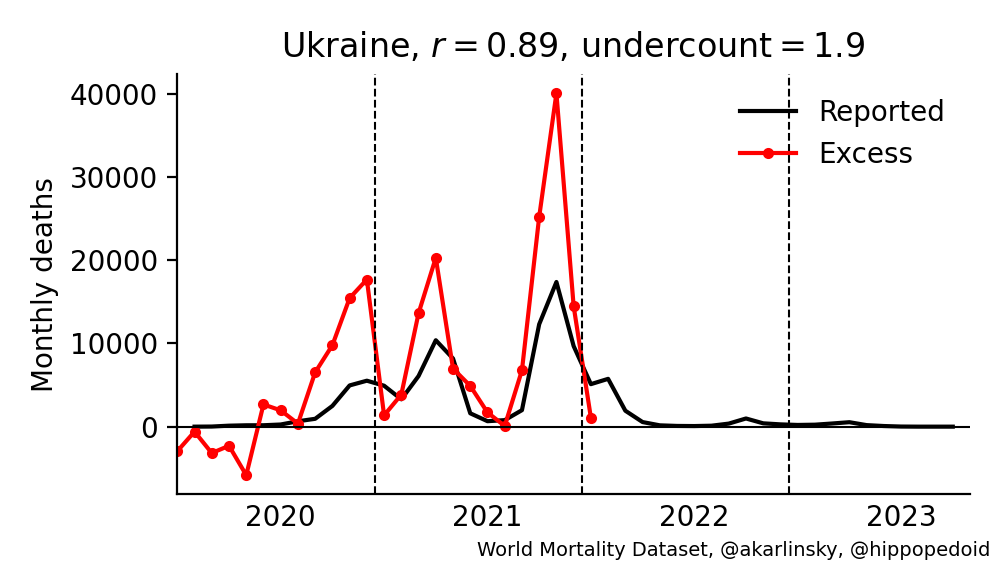 Ukraine, r = 0.89, undercount = 1.9
Monthly deaths
40000
30000
20000
10000
0
Reported
Excess
2020 2021 2022 2023
World Mortality Dataset, @akarlinsky, @hippopedoid